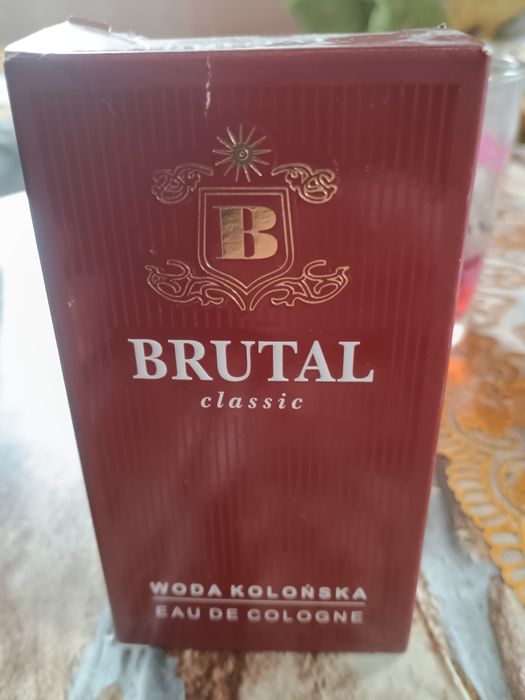 B
BRUTAL
classic
WODA KOLOŃSKA
EAU DE COLOGNE